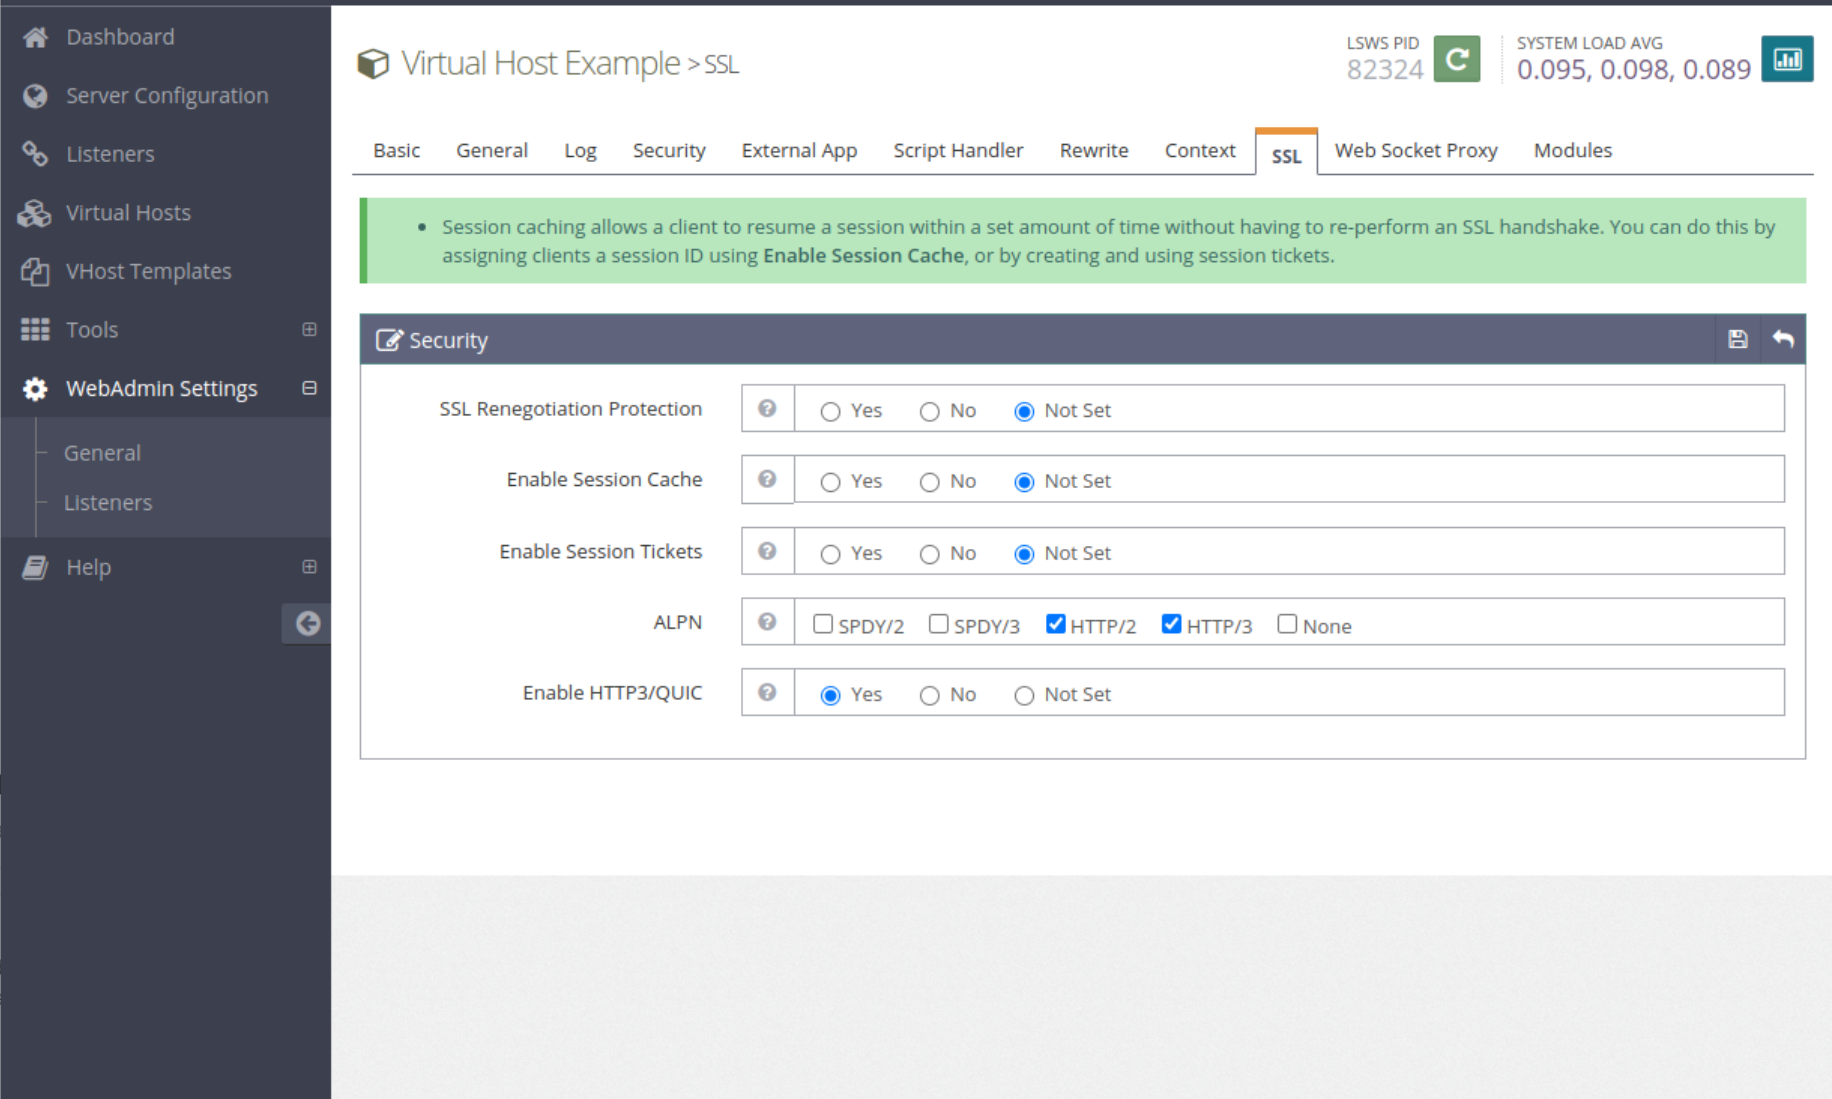 Dashboard
Server Configuration
Listeners
Virtual Hosts
VHost Templates
Tools
WebAdmin Settings
General
Listeners
Help
Virtual Host Example > SSL
LSWS PID
82324
SYSTEM LOAD AVG
0.095, 0.098, 0.089
Basic General Log Security External App Script Handler Rewrite Context SSL Web Socket Proxy Modules
• Session caching allows a client to resume a session within a set amount of time without having to re-perform an SSL handshake. You can do this by
assigning clients a session ID using Enable Session Cache, or by creating and using session tickets.
Security
SSL Renegotiation Protection ? Yes No Not Set
Enable Session Cache ? Yes No Not Set
Enable Session Tickets ? Yes No Not Set
ALPN ? SPDY/2 SPDY/3 HTTP/2 HTTP/3 None
Enable HTTP3/QUIC ? Yes No Not Set